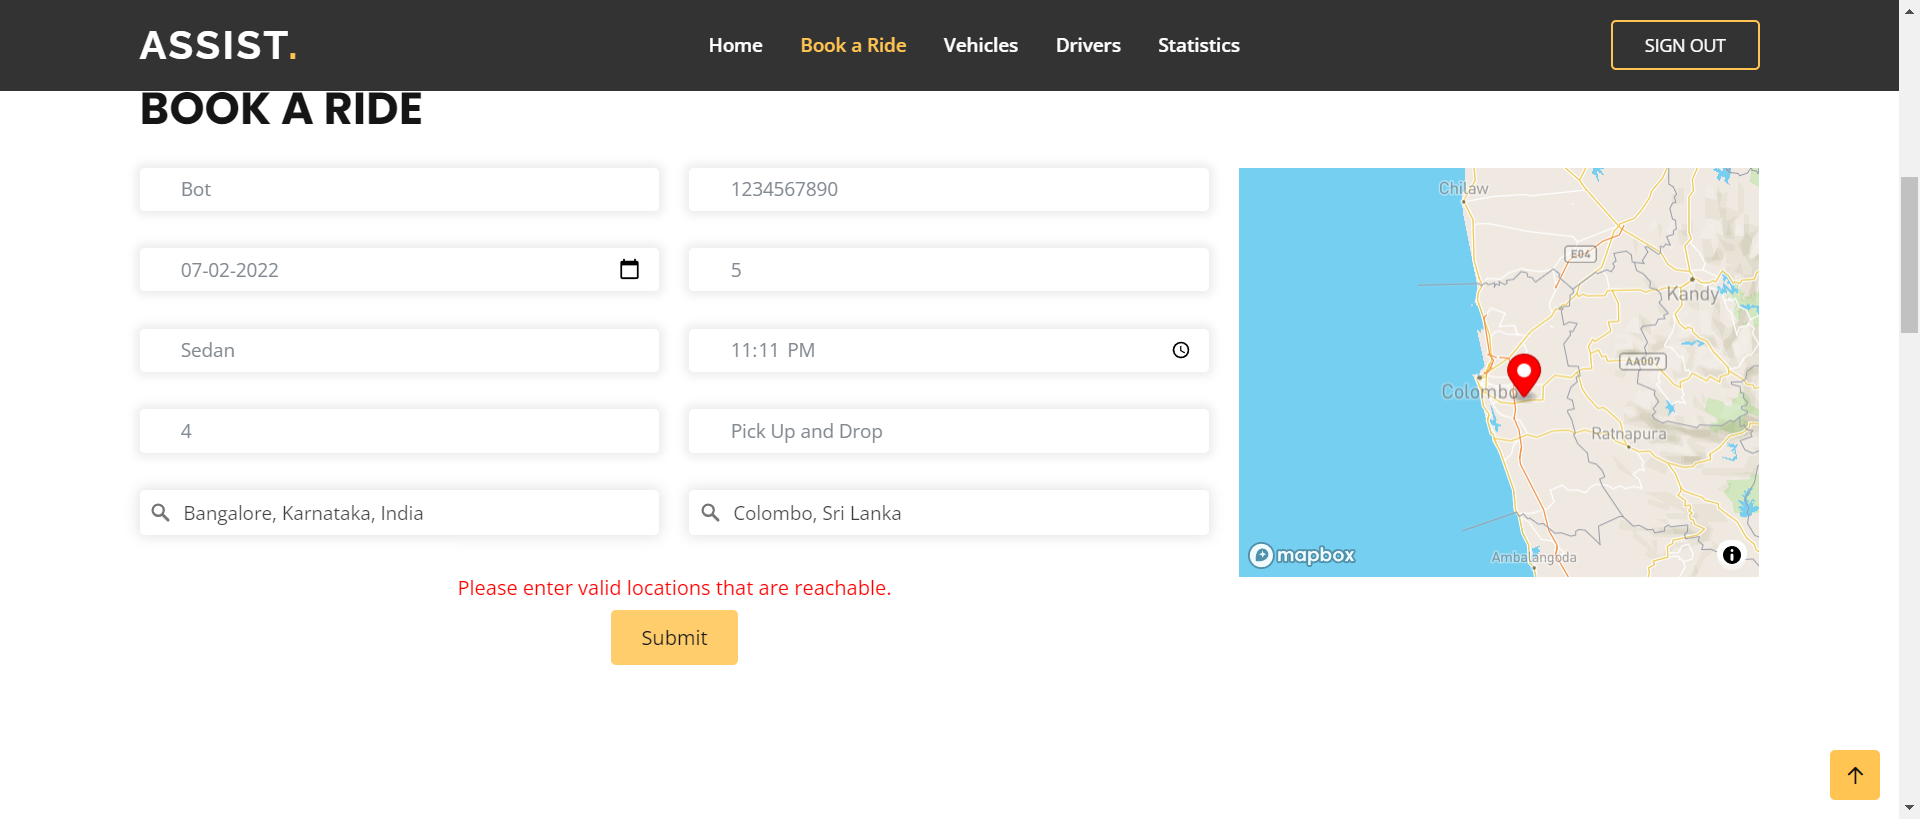 ASSIST.
Home
Book a Ride
Vehicles
Drivers
Statistics
SIGN OUT
BOOK A RIDE
Bot
1234567890
07-02-2022
5
Sedan
11:11 PM
4
Pick Up and Drop
Bangalore, Karnataka, India
Colombo, Sri Lanka
Please enter valid locations that are reachable.
Submit
Chilaw
E04
Kandy
AA007
Colombo
Ratnapura
Ambalangoda
mapbox